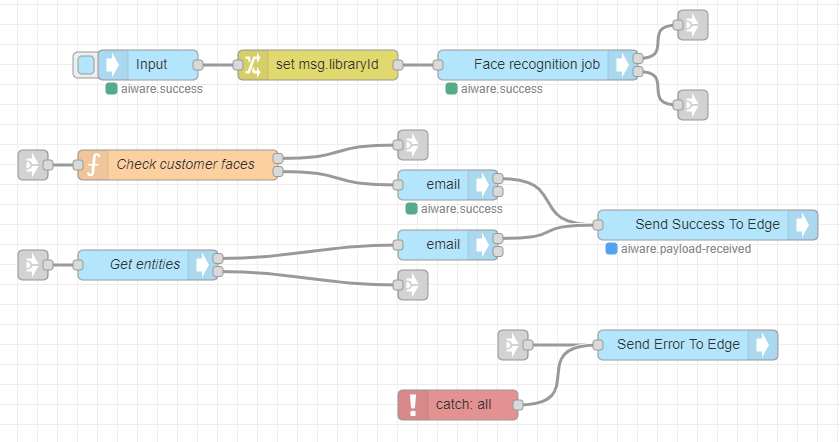 Input
set msg.libraryId
Face recognition job
aiware.success
aiware.success
Check customer faces
email
aiware.success
Send Success To Edge
aiware.payload-received
email
Get entities
Send Error To Edge
catch: all